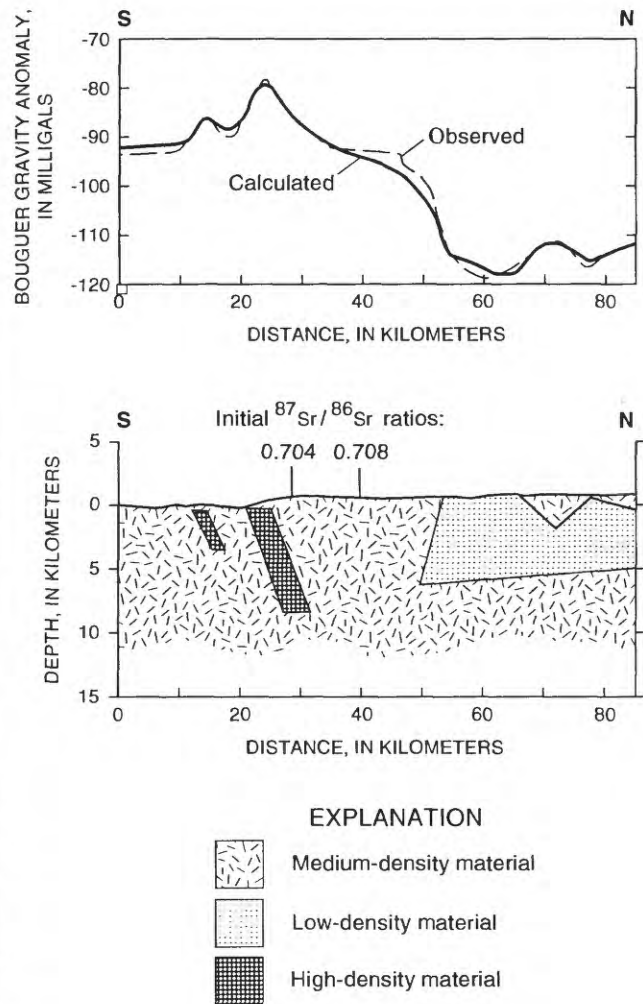 S N
BOUGUER GRAVITY ANOMALY,
IN MILLIGALS
-70
-80
-90
-100
-110
-120
Observed
Calculated
0 20 40 60 80
DISTANCE, IN KILOMETERS
S N
Initial 87Sr/86Sr ratios:
0.704 0.708
DEPTH, IN KILOMETERS
5
0
5
10
15
0 20 40 60 80
DISTANCE, IN KILOMETERS
EXPLANATION
Medium-density material
Low-density material
High-density material